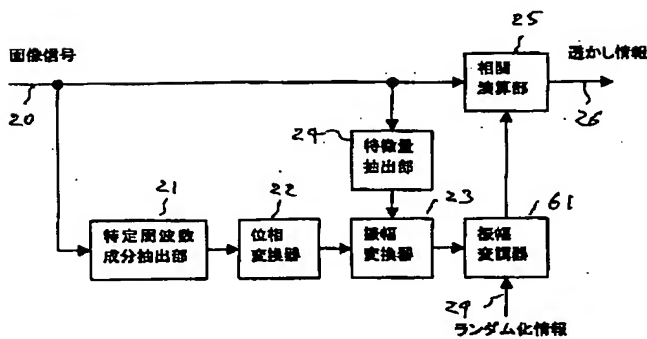 25
画像信号
透かし情報
相関
演算部
20
26
24
特徴量
抽出部
21
22
23
61
特定周波数
成分抽出部
位相
変換器
振幅
変換器
振幅
変調器
29
ランダム化情報